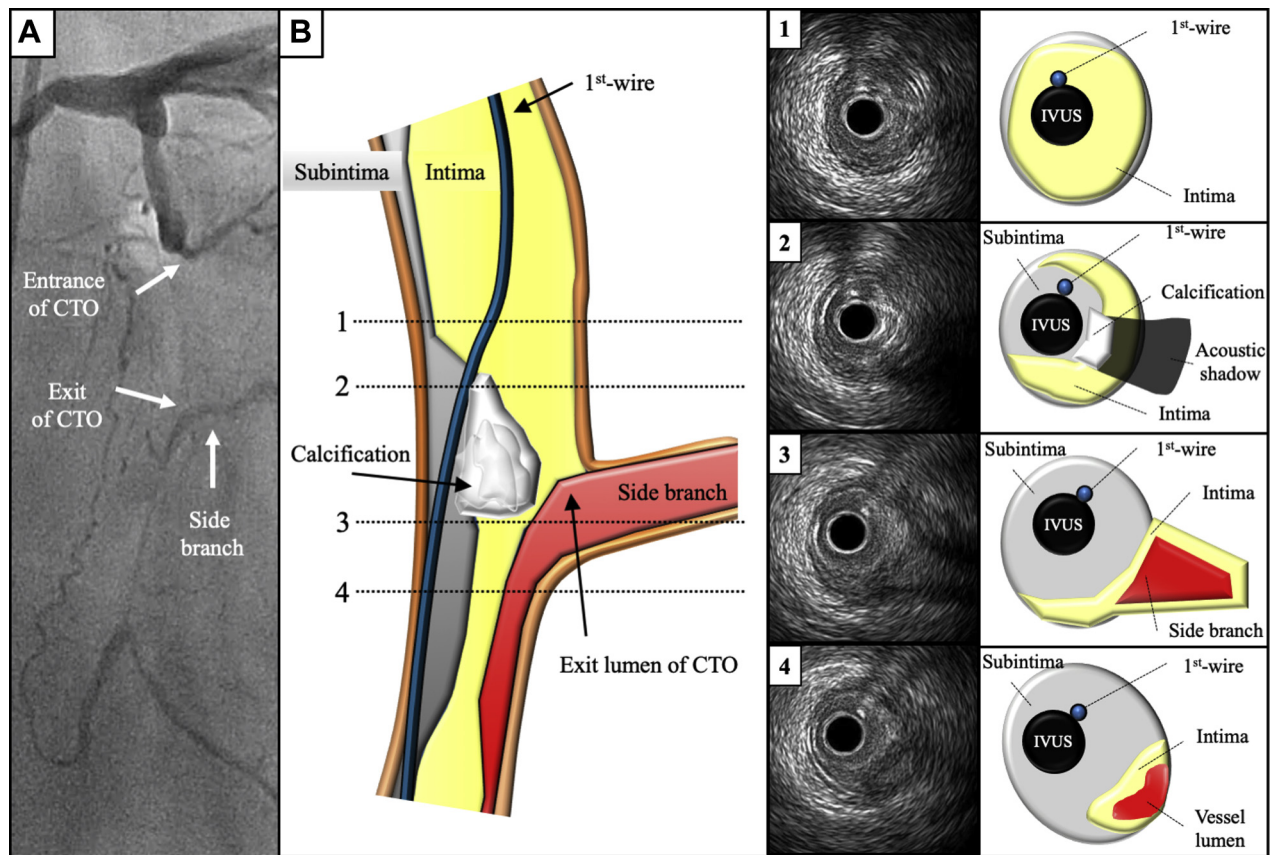 A
Entrance
of CTO
Exit
of CTO
Side
branch
B
1st-wire
Subintima
Intima
1
2
Calcification
Side branch
3
4
Exit lumen of CTO
1
1st-wire
IVUS
Intima
2
Subintima
1st-wire
Calcification
IVUS
Acoustic
shadow
Intima
3
Subintima
1st-wire
Intima
IVUS
Side branch
4
Subintima
1st-wire
IVUS
Intima
Vessel
lumen